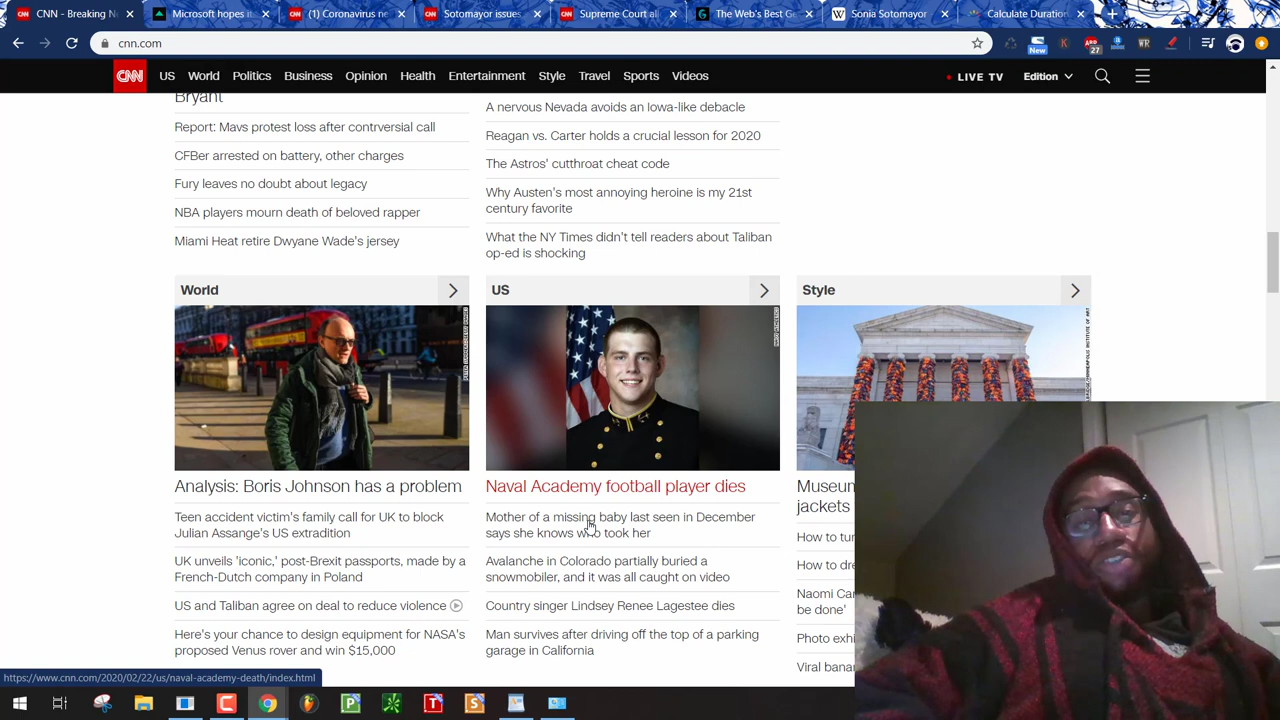 CNN - Breaking N
Microsoft hopes it
(1) Coronavirus ne
Sotomayor issues
Supreme Court al
The Web's Best G
Sonia Sotomayor
Calculate Duration
cnn.com
New
ABP
27
WR
CNN
US
World
Politics
Business
Opinion
Health
Entertainment
Style
Travel
Sports
Videos
LIVE TV
Edition
Bryant
Report: Mavs protest loss after contrversial call
CFBer arrested on battery, other charges
Fury leaves no doubt about legacy
NBA players mourn death of beloved rapper
Miami Heat retire Dwyane Wade's jersey
A nervous Nevada avoids an Iowa-like debacle
Reagan vs. Carter holds a crucial lesson for 2020
The Astros' cutthroat cheat code
Why Austen's most annoying heroine is my 21st
century favorite
What the NY Times didn't tell readers about Taliban
op-ed is shocking
World
Analysis: Boris Johnson has a problem
Teen accident victim's family call for UK to block
Julian Assange's US extradition
UK unveils 'iconic,' post-Brexit passports, made by a
French-Dutch company in Poland
US and Taliban agree on deal to reduce violence
Here's your chance to design equipment for NASA's
proposed Venus rover and win $15,000
US
Naval Academy football player dies
Mother of a missing baby last seen in December
says she knows who took her
Avalanche in Colorado partially buried a
snowmobiler, and it was all caught on video
Country singer Lindsey Renee Lagestee dies
Man survives after driving off the top of a parking
garage in California
Style
Museum
jackets
How to tur
How to dre
Naomi Car
be done'
Photo exhi
Viral banar
https://www.cnn.com/2020/02/22/us/naval-academy-death/index.html